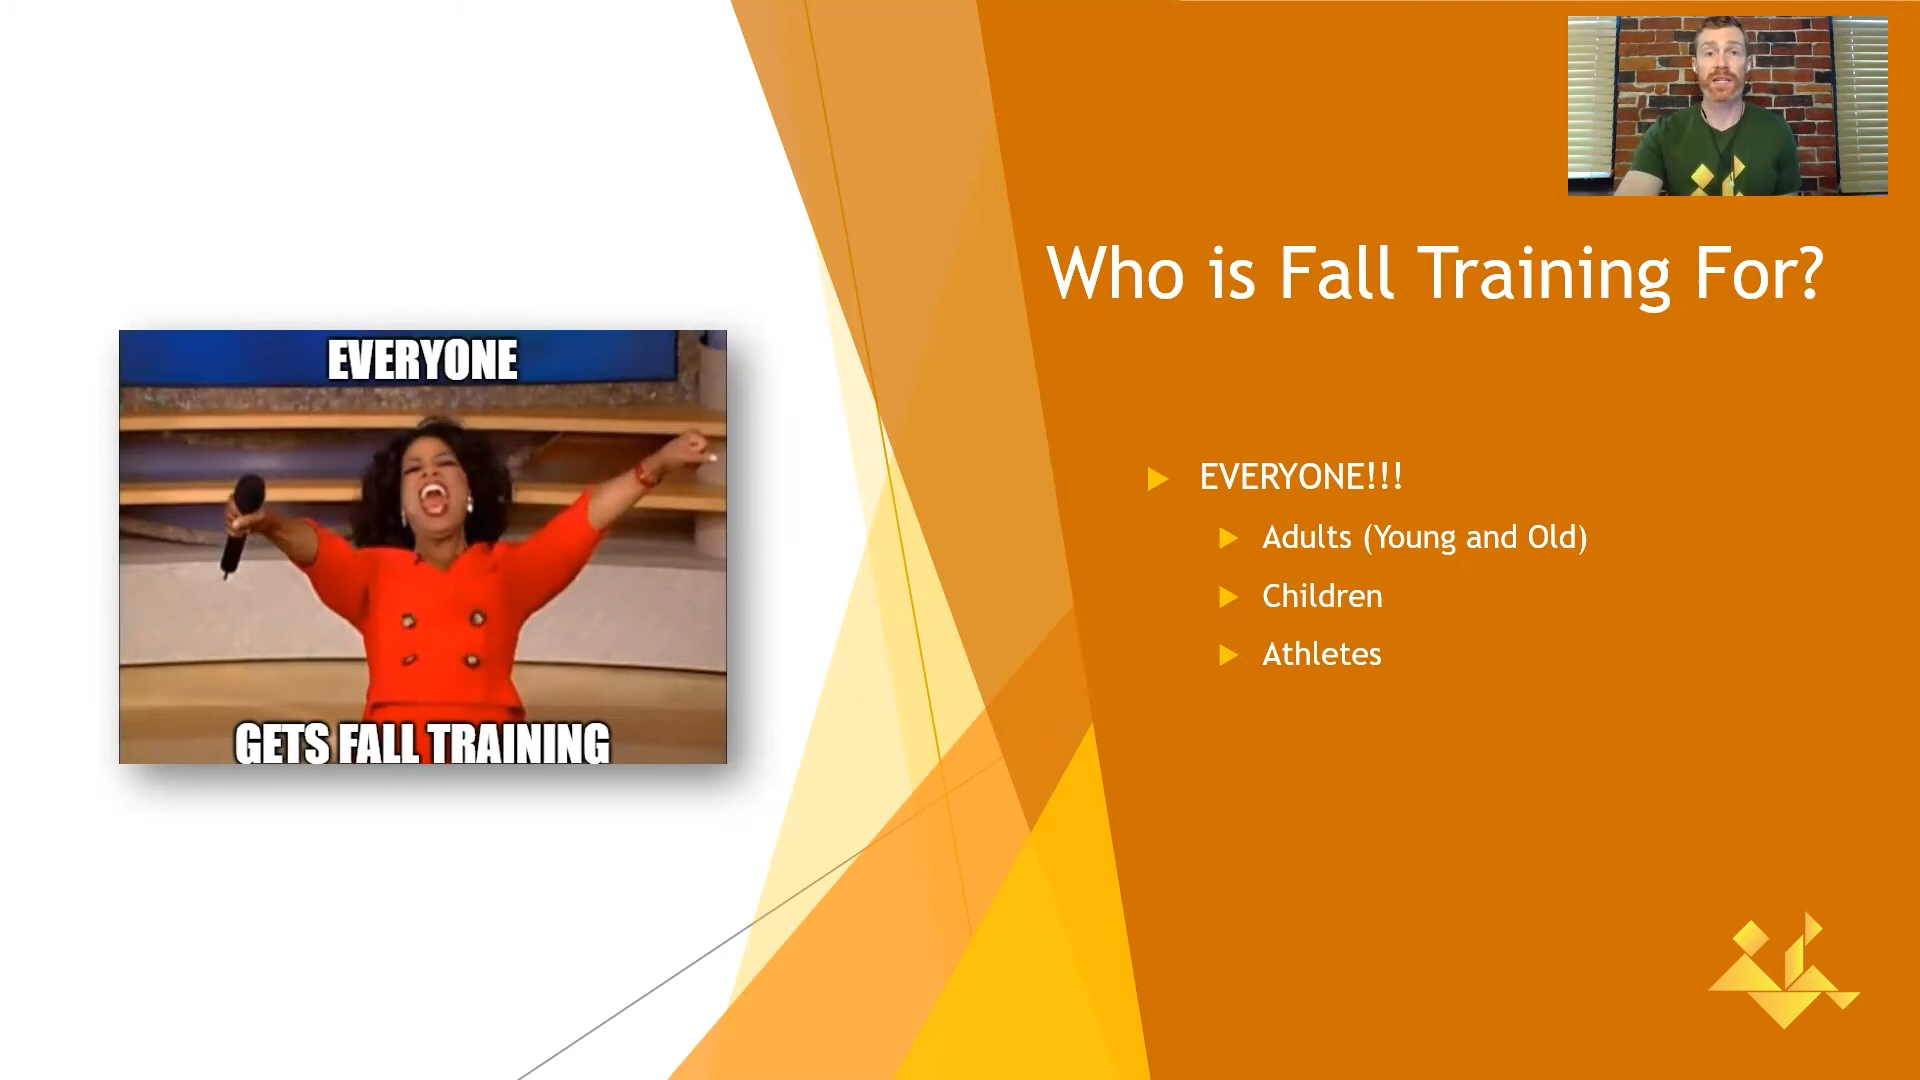 EVERYONE
GETS FALL TRAINING
Who is Fall Training For?
EVERYONE!!!
Adults (Young and Old)
Children
Athletes